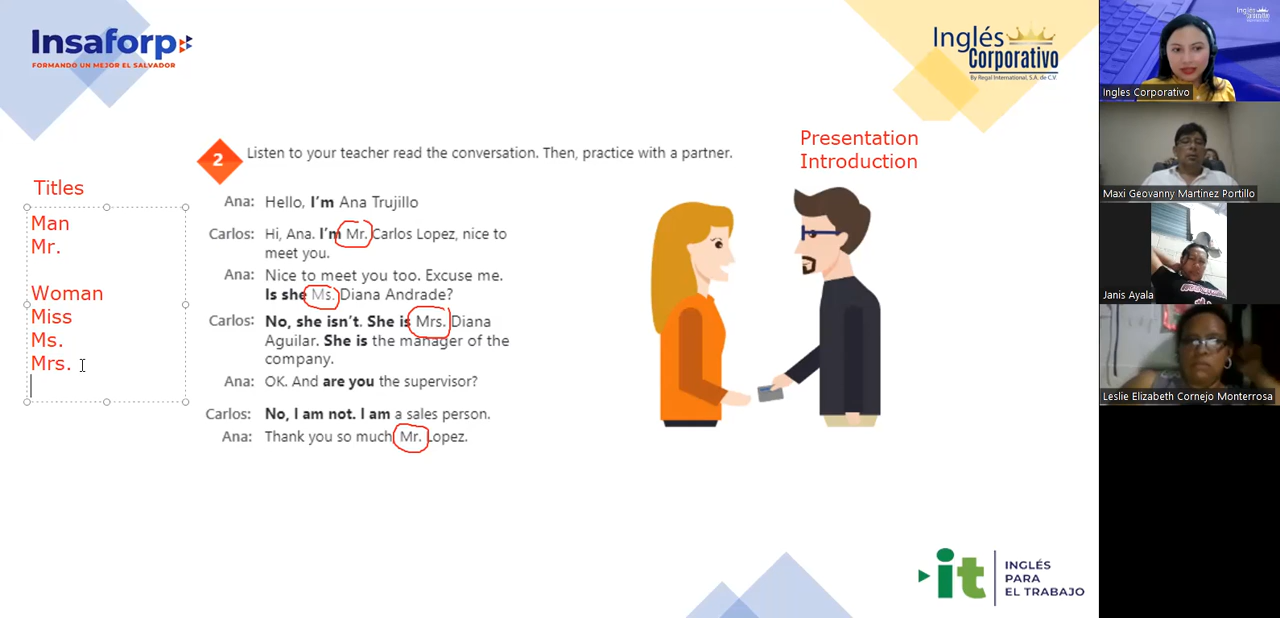 Insaforp
FORMANDO UN MEJOR EL SALVADOR
Inglés
Corporativo
By Regal International, S.A. de C.V.
Presentation
Introduction
2
Listen to your teacher read the conversation. Then, practice with a partner.
Titles
Man
Mr.
Woman
Miss
Ms.
Mrs.
Ana: Hello, I'm Ana Trujillo
Carlos: Hi, Ana. I'm Mr. Carlos Lopez, nice to
meet you.
Ana: Nice to meet you too. Excuse me.
Is she Ms. Diana Andrade?
Carlos: No, she isn't. She is Mrs. Diana
Aguilar. She is the manager of the
company.
Ana: OK. And are you the supervisor?
Carlos: No, I am not. I am a sales person.
Ana: Thank you so much Mr. Lopez.
it
INGLÉS
PARA
EL TRABAJO
Ingles Corporativo
Maxi Geovanny Martinez Portillo
Janis Ayala
Leslie Elizabeth Cornejo Monterrosa